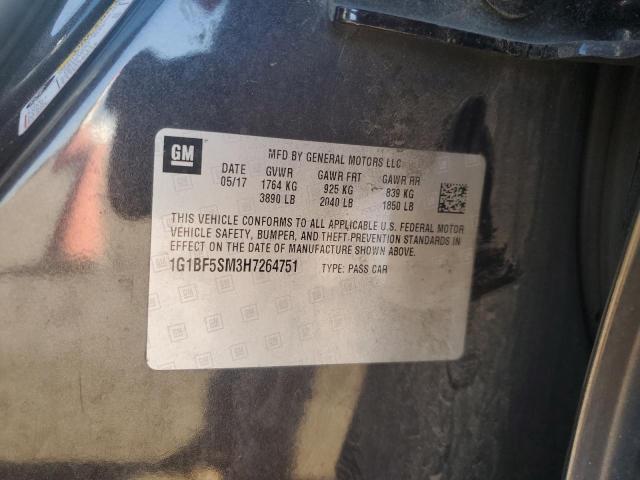 GM
MFD BY GENERAL MOTORS LLC
DATE GVWR GAWR FRT GAWR RR
05/17 1764 KG 925 KG 839 KG
3890 LB 2040 LB 1850 LB
THIS VEHICLE CONFORMS TO ALL APPLICABLE U.S. FEDERAL MOTOR
VEHICLE SAFETY, BUMPER, AND THEFT PREVENTION STANDARDS IN
EFFECT ON THE DATE OF MANUFACTURE SHOWN ABOVE.
1G1BF5SM3H7264751 TYPE: PASS CAR